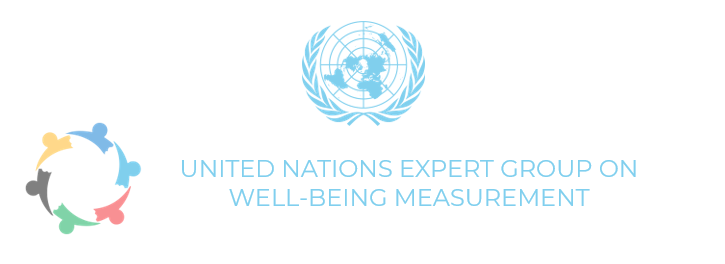 UNITED NATIONS EXPERT GROUP ON
WELL-BEING MEASUREMENT